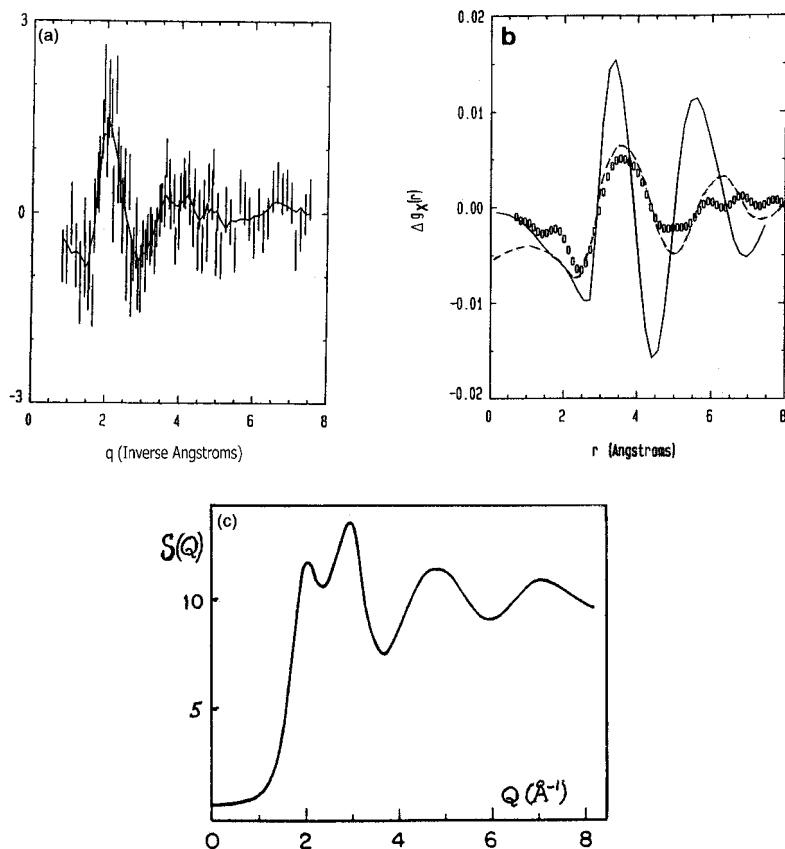 (a)
3
0
-3
0 2 4 6 8
q (Inverse Angstroms)
b
0.02
0.01
0.00
-0.01
-0.02
Δ gX(r)
0 2 4 6 8
r (Angstroms)
(c)
S(Q)
10
5
Q (Å⁻¹)
0 2 4 6 8